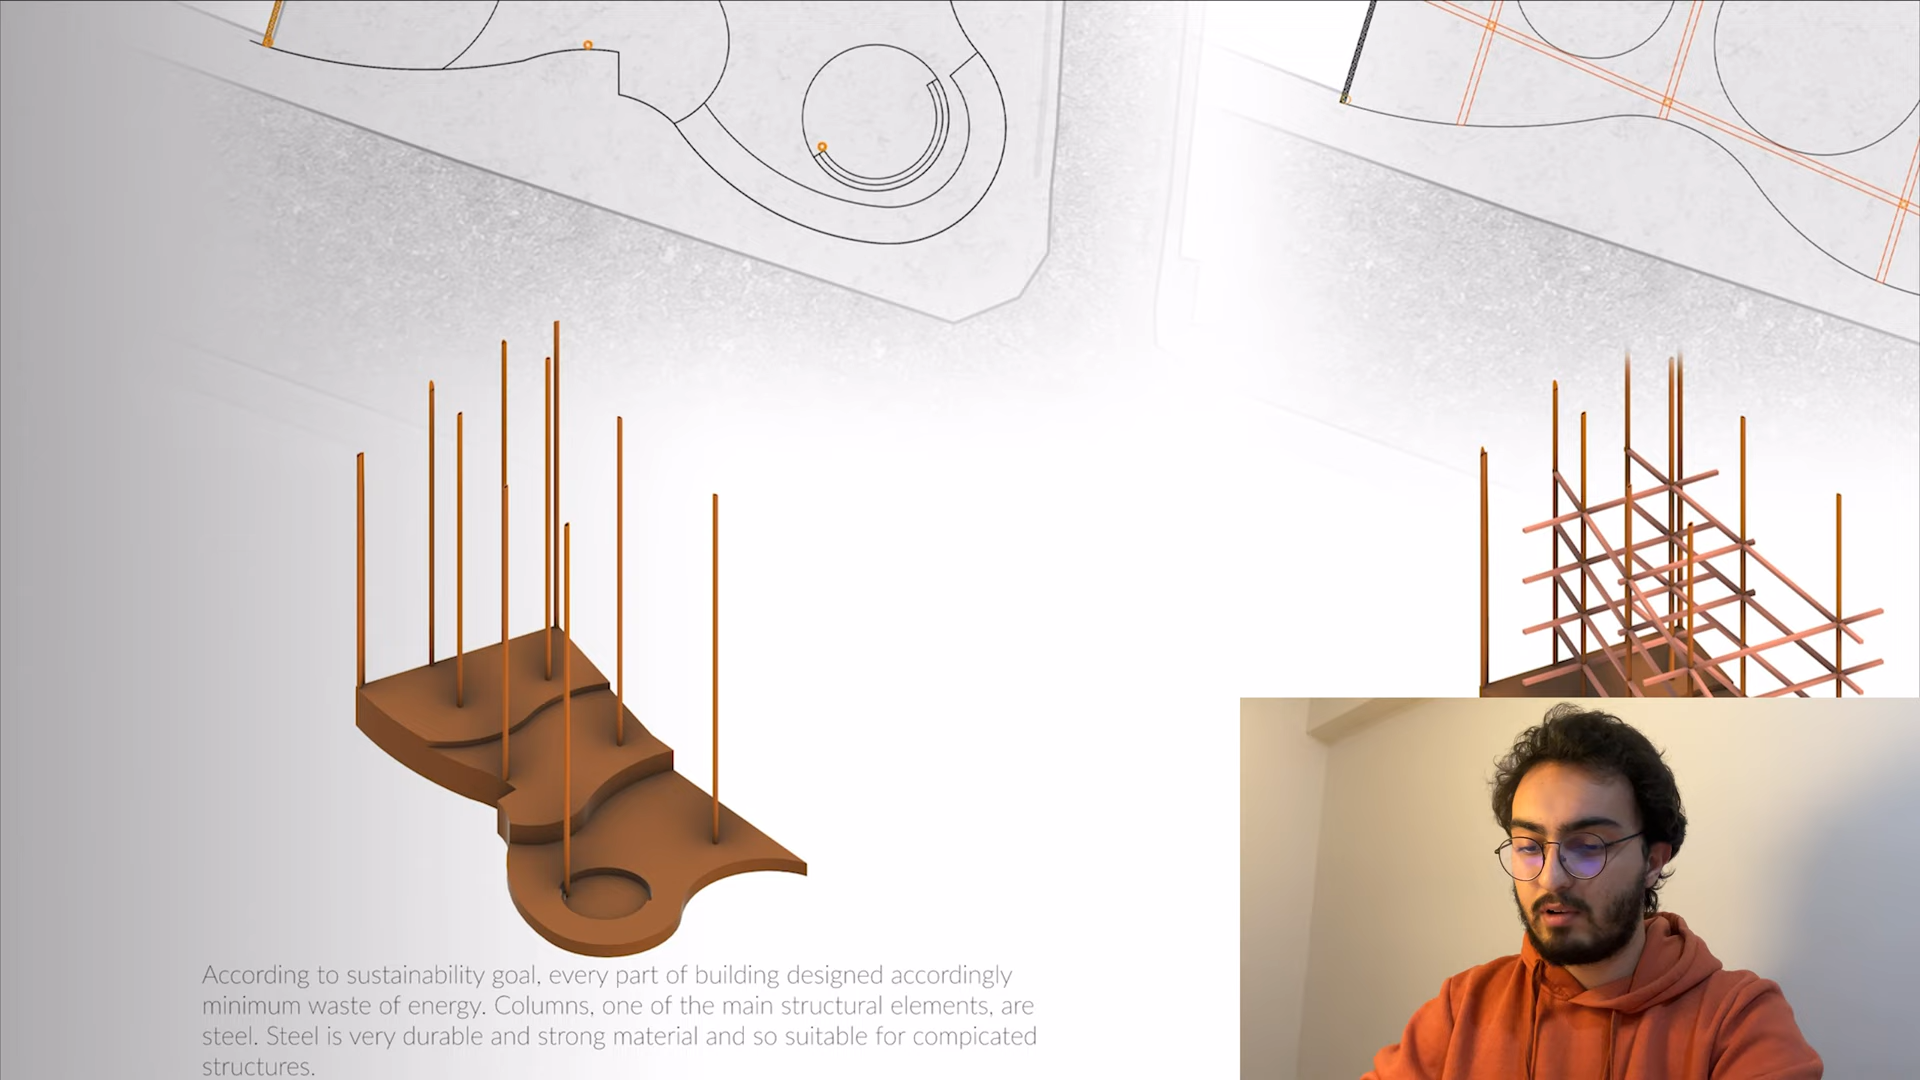 According to sustainability goal, every part of building designed accordingly
minimum waste of energy. Columns, one of the main structural elements, are
steel. Steel is very durable and strong material and so suitable for compicated
structures.